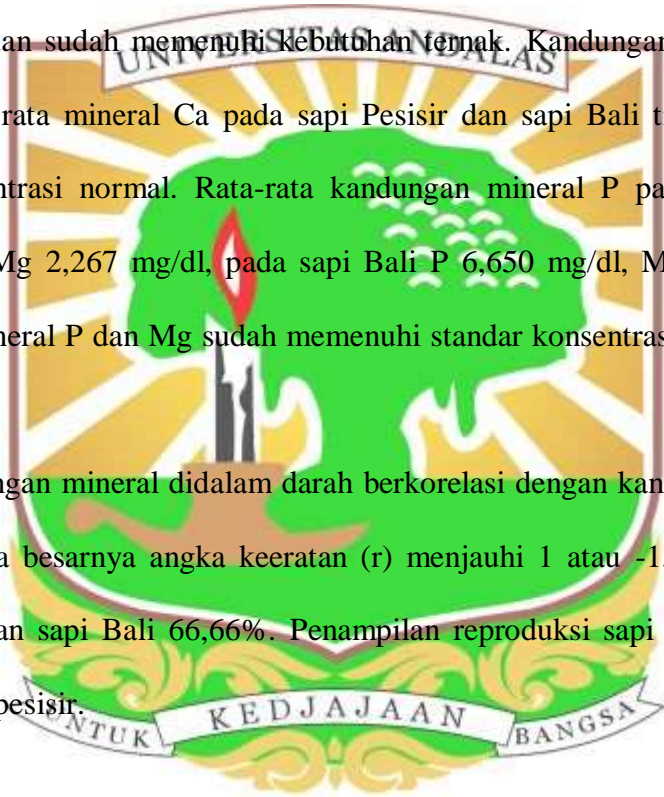 UNIVERSITAS ANDALAS
dan sudah memenuhi kebutuhan ternak. Kandungan
rata mineral Ca pada sapi Pesisir dan sapi Bali
ntrasi normal. Rata-rata kandungan mineral P
Mg 2,267 mg/dl, pada sapi Bali P 6,650 mg/dl,
neral P dan Mg sudah memenuhi standar konsentras
ngan mineral didalam darah berkorelasi dengan kan
a besarnya angka keeratan (r) menjauhi 1 atau -1.
an sapi Bali 66,66%. Penampilan reproduksi sapi
pesisir.
UNTUK KEDJAJAAN BANGSA